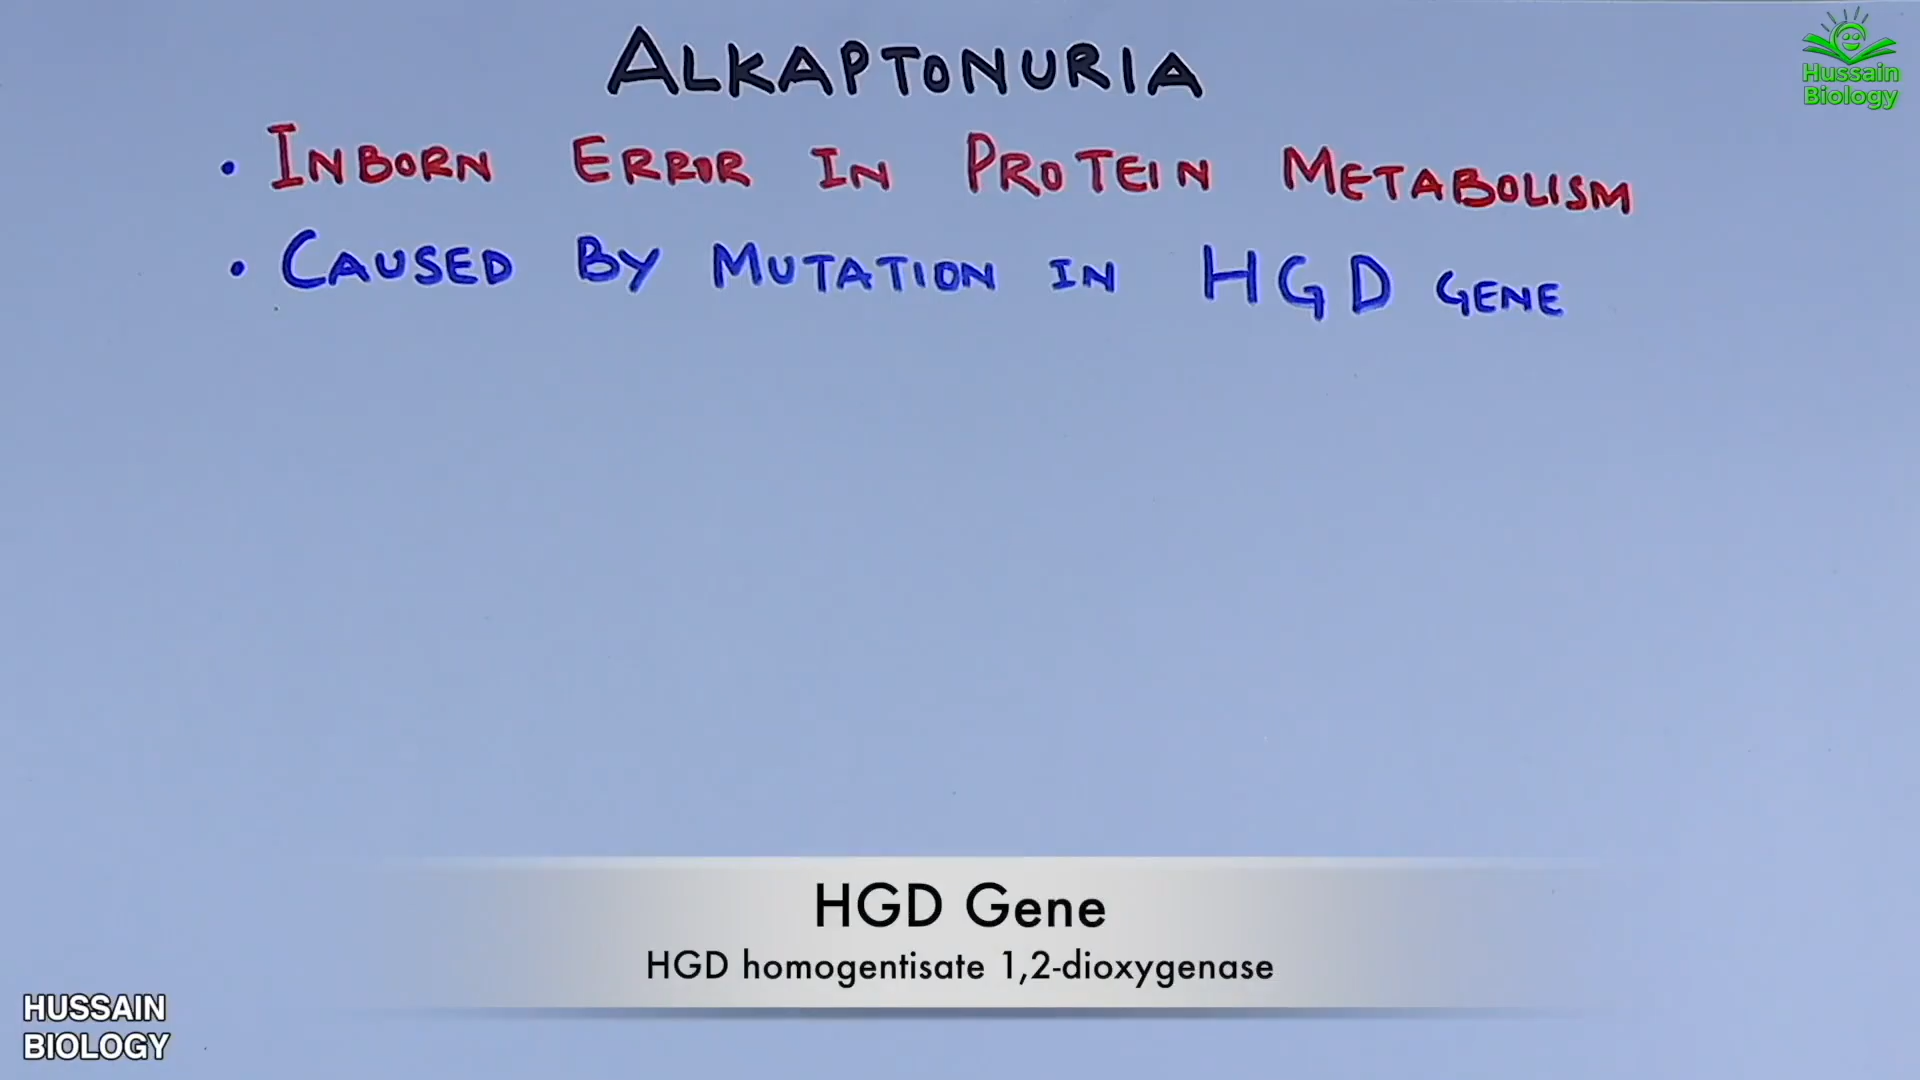 ALKAPTONURIA
Hussain
Biology
• INBORN ERROR IN PROTEIN METABOLISM
• CAUSED BY MUTATION IN HGD GENE
HGD Gene
HGD homogentisate 1,2-dioxygenase
HUSSAIN
BIOLOGY